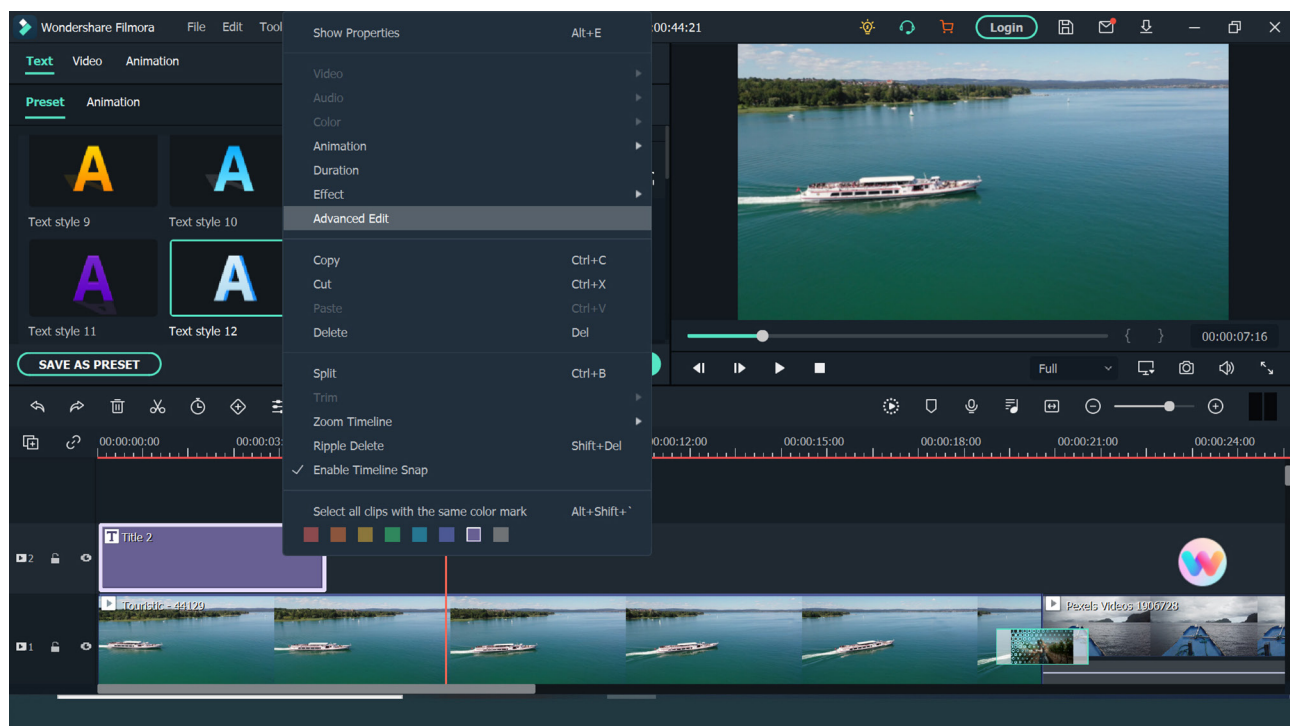 Wondershare Filmora File Edit Tool
:00:44:21
Login
Text Video Animation
Preset Animation
A
A
Text style 9 Text style 10
A
A
Text style 11 Text style 12
SAVE AS PRESET
Show Properties Alt+E
Video
Audio
Color
Animation
Duration
Effect
Advanced Edit
Copy Ctrl+C
Cut Ctrl+X
Paste Ctrl+V
Delete Del
Split Ctrl+B
Trim
Zoom Timeline
Ripple Delete Shift+Del
Enable Timeline Snap
Select all clips with the same color mark Alt+Shift+`
{ } 00:00:07:16
Full
00:00:00:00 00:00:03: 0:00:12:00 00:00:15:00 00:00:18:00 00:00:21:00 00:00:24:00
T Title 2
2
Touristic - 44129 Pexels Videos 1906728
1